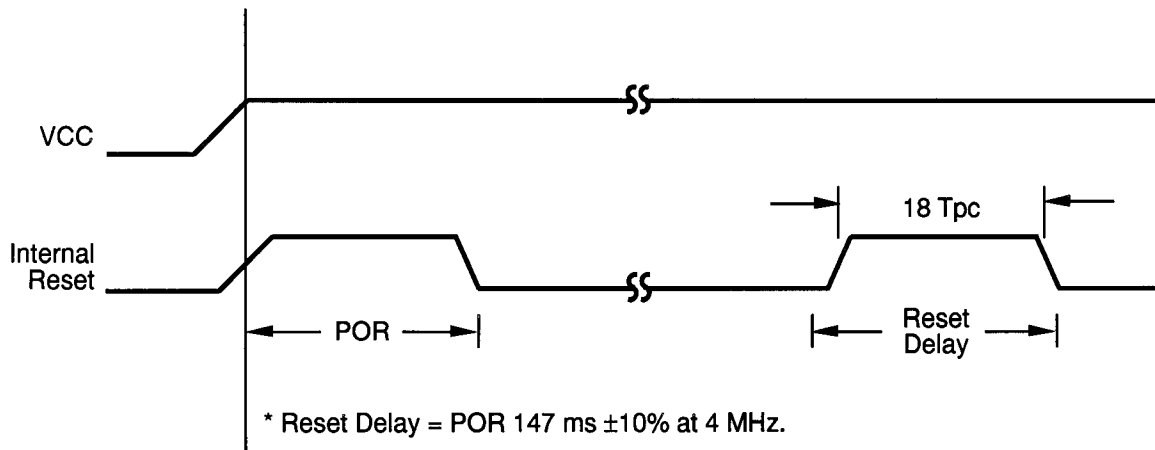 VCC
18 Tpc
Internal
Reset
POR
Reset
Delay
* Reset Delay = POR 147 ms ±10% at 4 MHz.